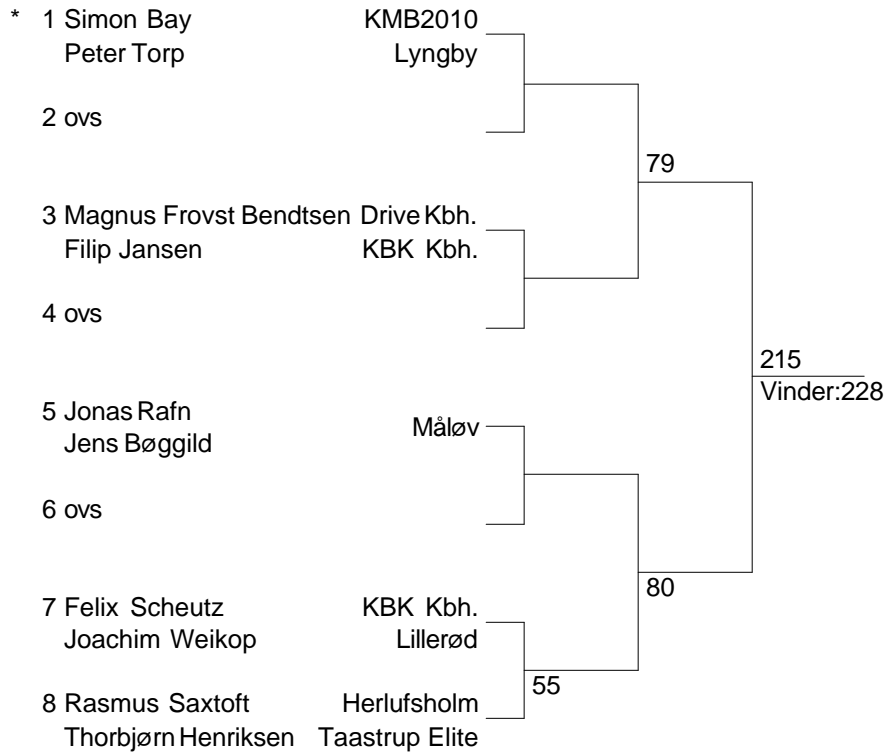 * 1 Simon Bay KMB2010
Peter Torp Lyngby
2 ovs
79
3 Magnus Frovst Bendtsen Drive Kbh.
Filip Jansen KBK Kbh.
4 ovs
215
Vinder:228
5 Jonas Rafn
Måløv
Jens Bøggild
6 ovs
80
7 Felix Scheutz KBK Kbh.
Joachim Weikop Lillerød
55
8 Rasmus Saxtoft Herlufsholm
Thorbjørn Henriksen Taastrup Elite